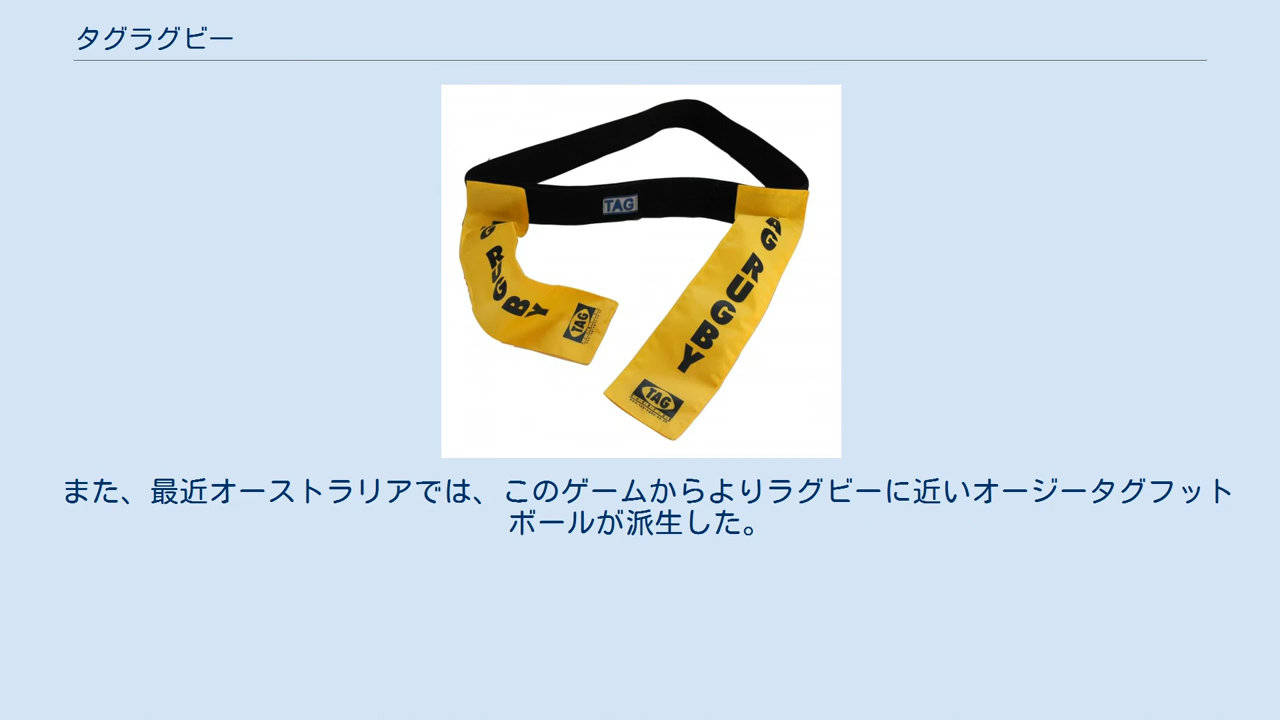 タグラグビー
TAG
AG RUGBY
TAG
AG RUGBY
TAG
また、最近オーストラリアでは、このゲームからよりラグビーに近いオージータグフット
ボールが派生した。